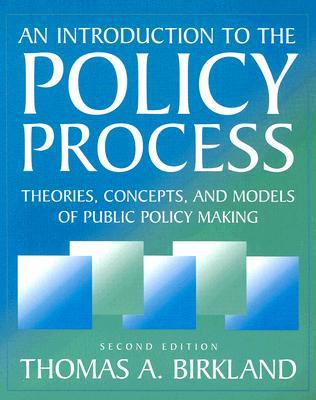 AN INTRODUCTION TO THE
POLICY
PROCESS
THEORIES, CONCEPTS, AND MODELS
OF PUBLIC POLICY MAKING
SECOND EDITION
THOMAS A. BIRKLAND